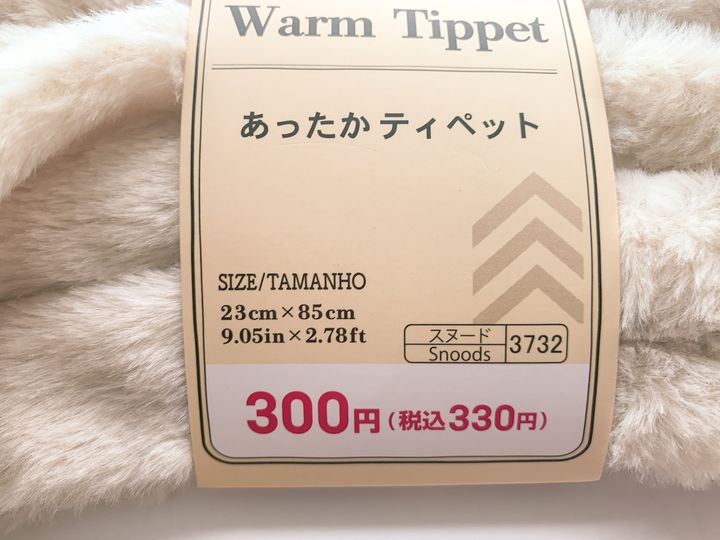 Warm Tippet
あったか ティペット
SIZE/TAMANHO
23cm×85cm
9.05in×2.78ft
スヌード
Snoods
3732
300円(税込330円)